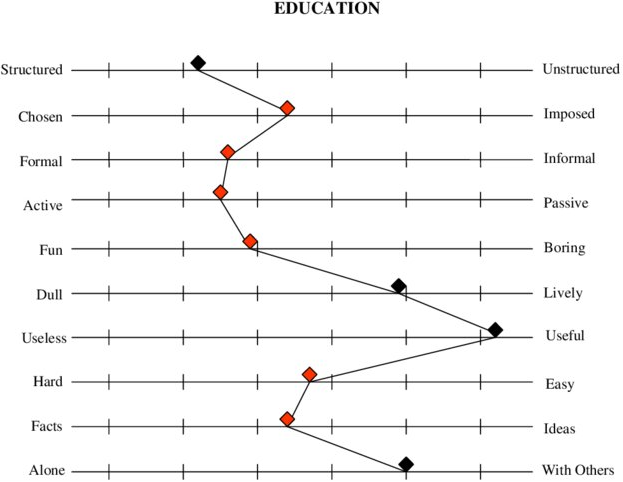 EDUCATION
Structured Unstructured
Chosen Imposed
Formal Informal
Active Passive
Fun Boring
Dull Lively
Useless Useful
Hard Easy
Facts Ideas
Alone With Others